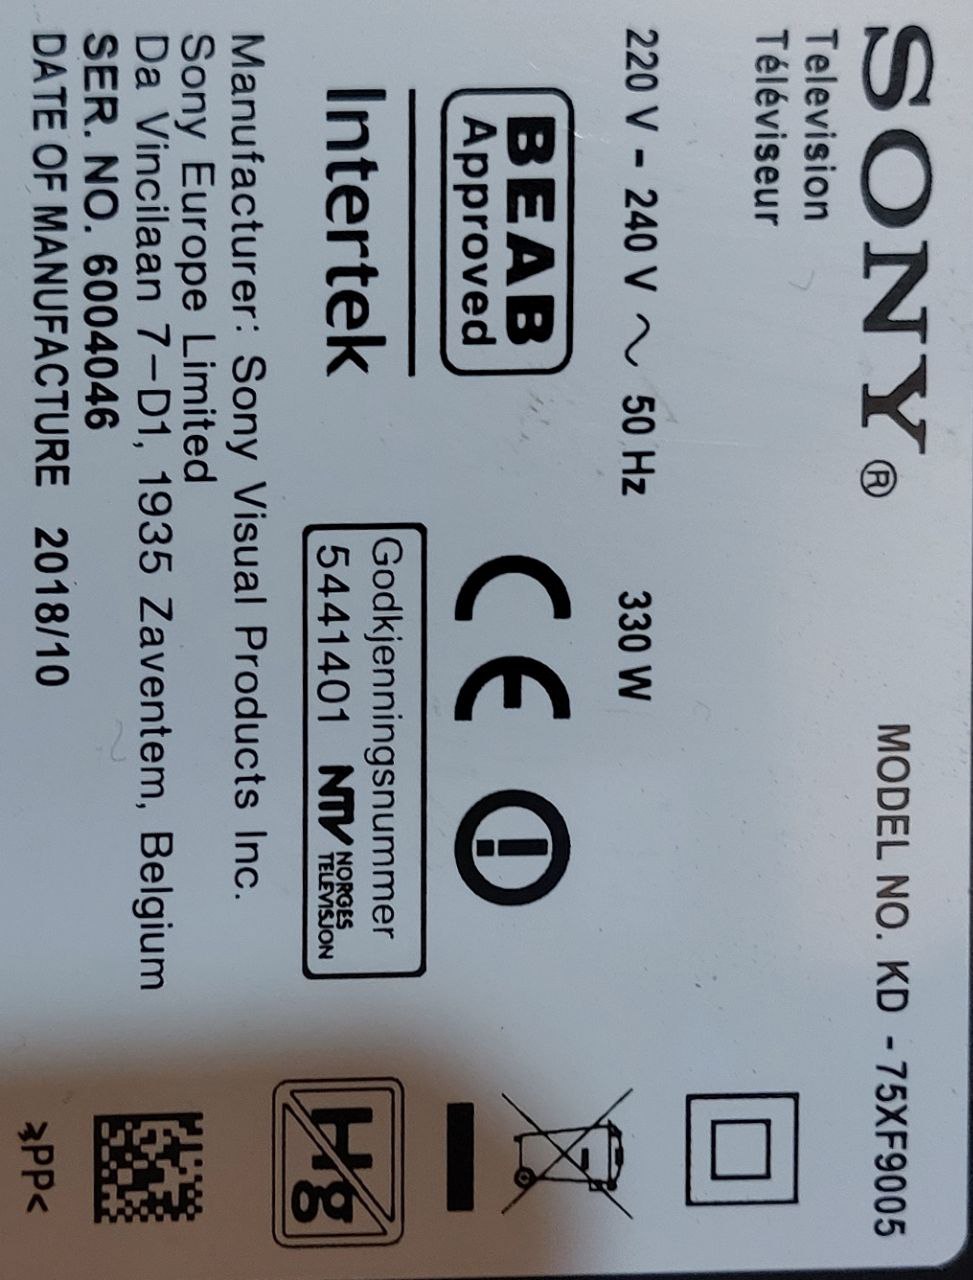 SONY®
MODEL NO. KD - 75XF9005
Television
Téléviseur
220 V - 240 V ~ 50 Hz 330 W
BEAB
Approved
CE
Intertek
Godkjenningsnummer
5441401 NTV NORGES
TELEVISJON
Hg
Manufacturer: Sony Visual Products Inc.
Sony Europe Limited
Da Vincilaan 7-D1, 1935 Zaventem, Belgium
SER. NO. 6004046
DATE OF MANUFACTURE 2018/10
>PP<